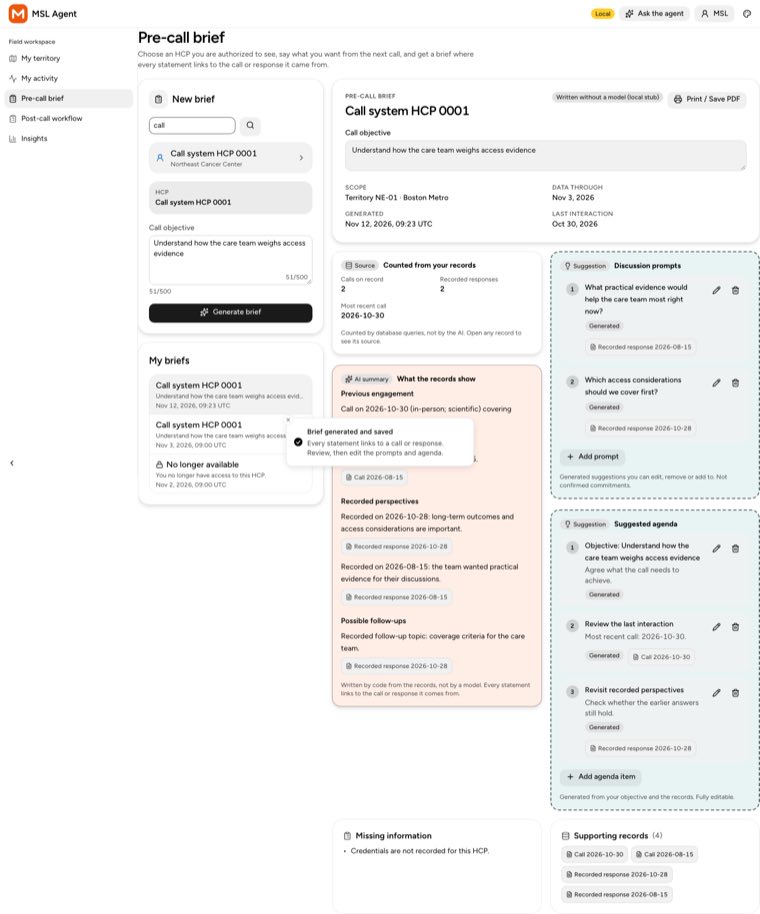 MSL Agent
Local
Ask the agent
MSL
Field workspace
My territory
My activity
Pre-call brief
Post-call workflow
Insights
Pre-call brief
Choose an HCP you are authorized to see, say what you want from the next call, and get a brief where
every statement links to the call or response it came from.
New brief
call
Call system HCP 0001
Northeast Cancer Center
HCP
Call system HCP 0001
Call objective
Understand how the care team weighs access
evidence
51/500
51/500
Generate brief
My briefs
Call system HCP 0001
Understand how the care team weighs access evid...
Nov 12, 2026, 09:23 UTC
Call system HCP 0001
Understand how the care team weighs access
Nov 3, 2026, 09:00 UTC
No longer available
You no longer have access to this HCP.
Nov 2, 2026, 09:00 UTC
PRE-CALL BRIEF
Written without a model (local stub)
Print / Save PDF
Call system HCP 0001
Call objective
Understand how the care team weighs access evidence
SCOPE
Territory NE-01 · Boston Metro
DATA THROUGH
Nov 3, 2026
GENERATED
Nov 12, 2026, 09:23 UTC
LAST INTERACTION
Oct 30, 2026
Source
Counted from your records
Calls on record
2
Recorded responses
2
Most recent call
2026-10-30
Counted by database queries, not by the AI. Open any record to
see its source.
AI summary
What the records show
Previous engagement
Call on 2026-10-30 (in-person; scientific) covering
Brief generated and saved
Every statement links to a call or response.
Review, then edit the prompts and agenda.
Call 2026-08-15
Recorded perspectives
Recorded on 2026-10-28: long-term outcomes and
access considerations are important.
Recorded response 2026-10-28
Recorded on 2026-08-15: the team wanted practical
evidence for their discussions.
Recorded response 2026-08-15
Possible follow-ups
Recorded follow-up topic: coverage criteria for the care
team.
Recorded response 2026-10-28
Written by code from the records, not by a model. Every statement
links to the call or response it comes from.
Suggestion
Discussion prompts
1
What practical evidence would
help the care team most right
now?
Generated
Recorded response 2026-08-15
2
Which access considerations
should we cover first?
Generated
Recorded response 2026-10-28
Add prompt
Generated suggestions you can edit, remove or add to. Not
confirmed commitments.
Suggestion
Suggested agenda
1
Objective: Understand how the
care team weighs access evidence
Agree what the call needs to
achieve.
Generated
2
Review the last interaction
Most recent call: 2026-10-30.
Generated
Call 2026-10-30
3
Revisit recorded perspectives
Check whether the earlier answers
still hold.
Generated
Recorded response 2026-10-28
Add agenda item
Generated from your objective and the records. Fully editable.
Missing information
• Credentials are not recorded for this HCP.
Supporting records (4)
Call 2026-10-30
Call 2026-08-15
Recorded response 2026-10-28
Recorded response 2026-08-15